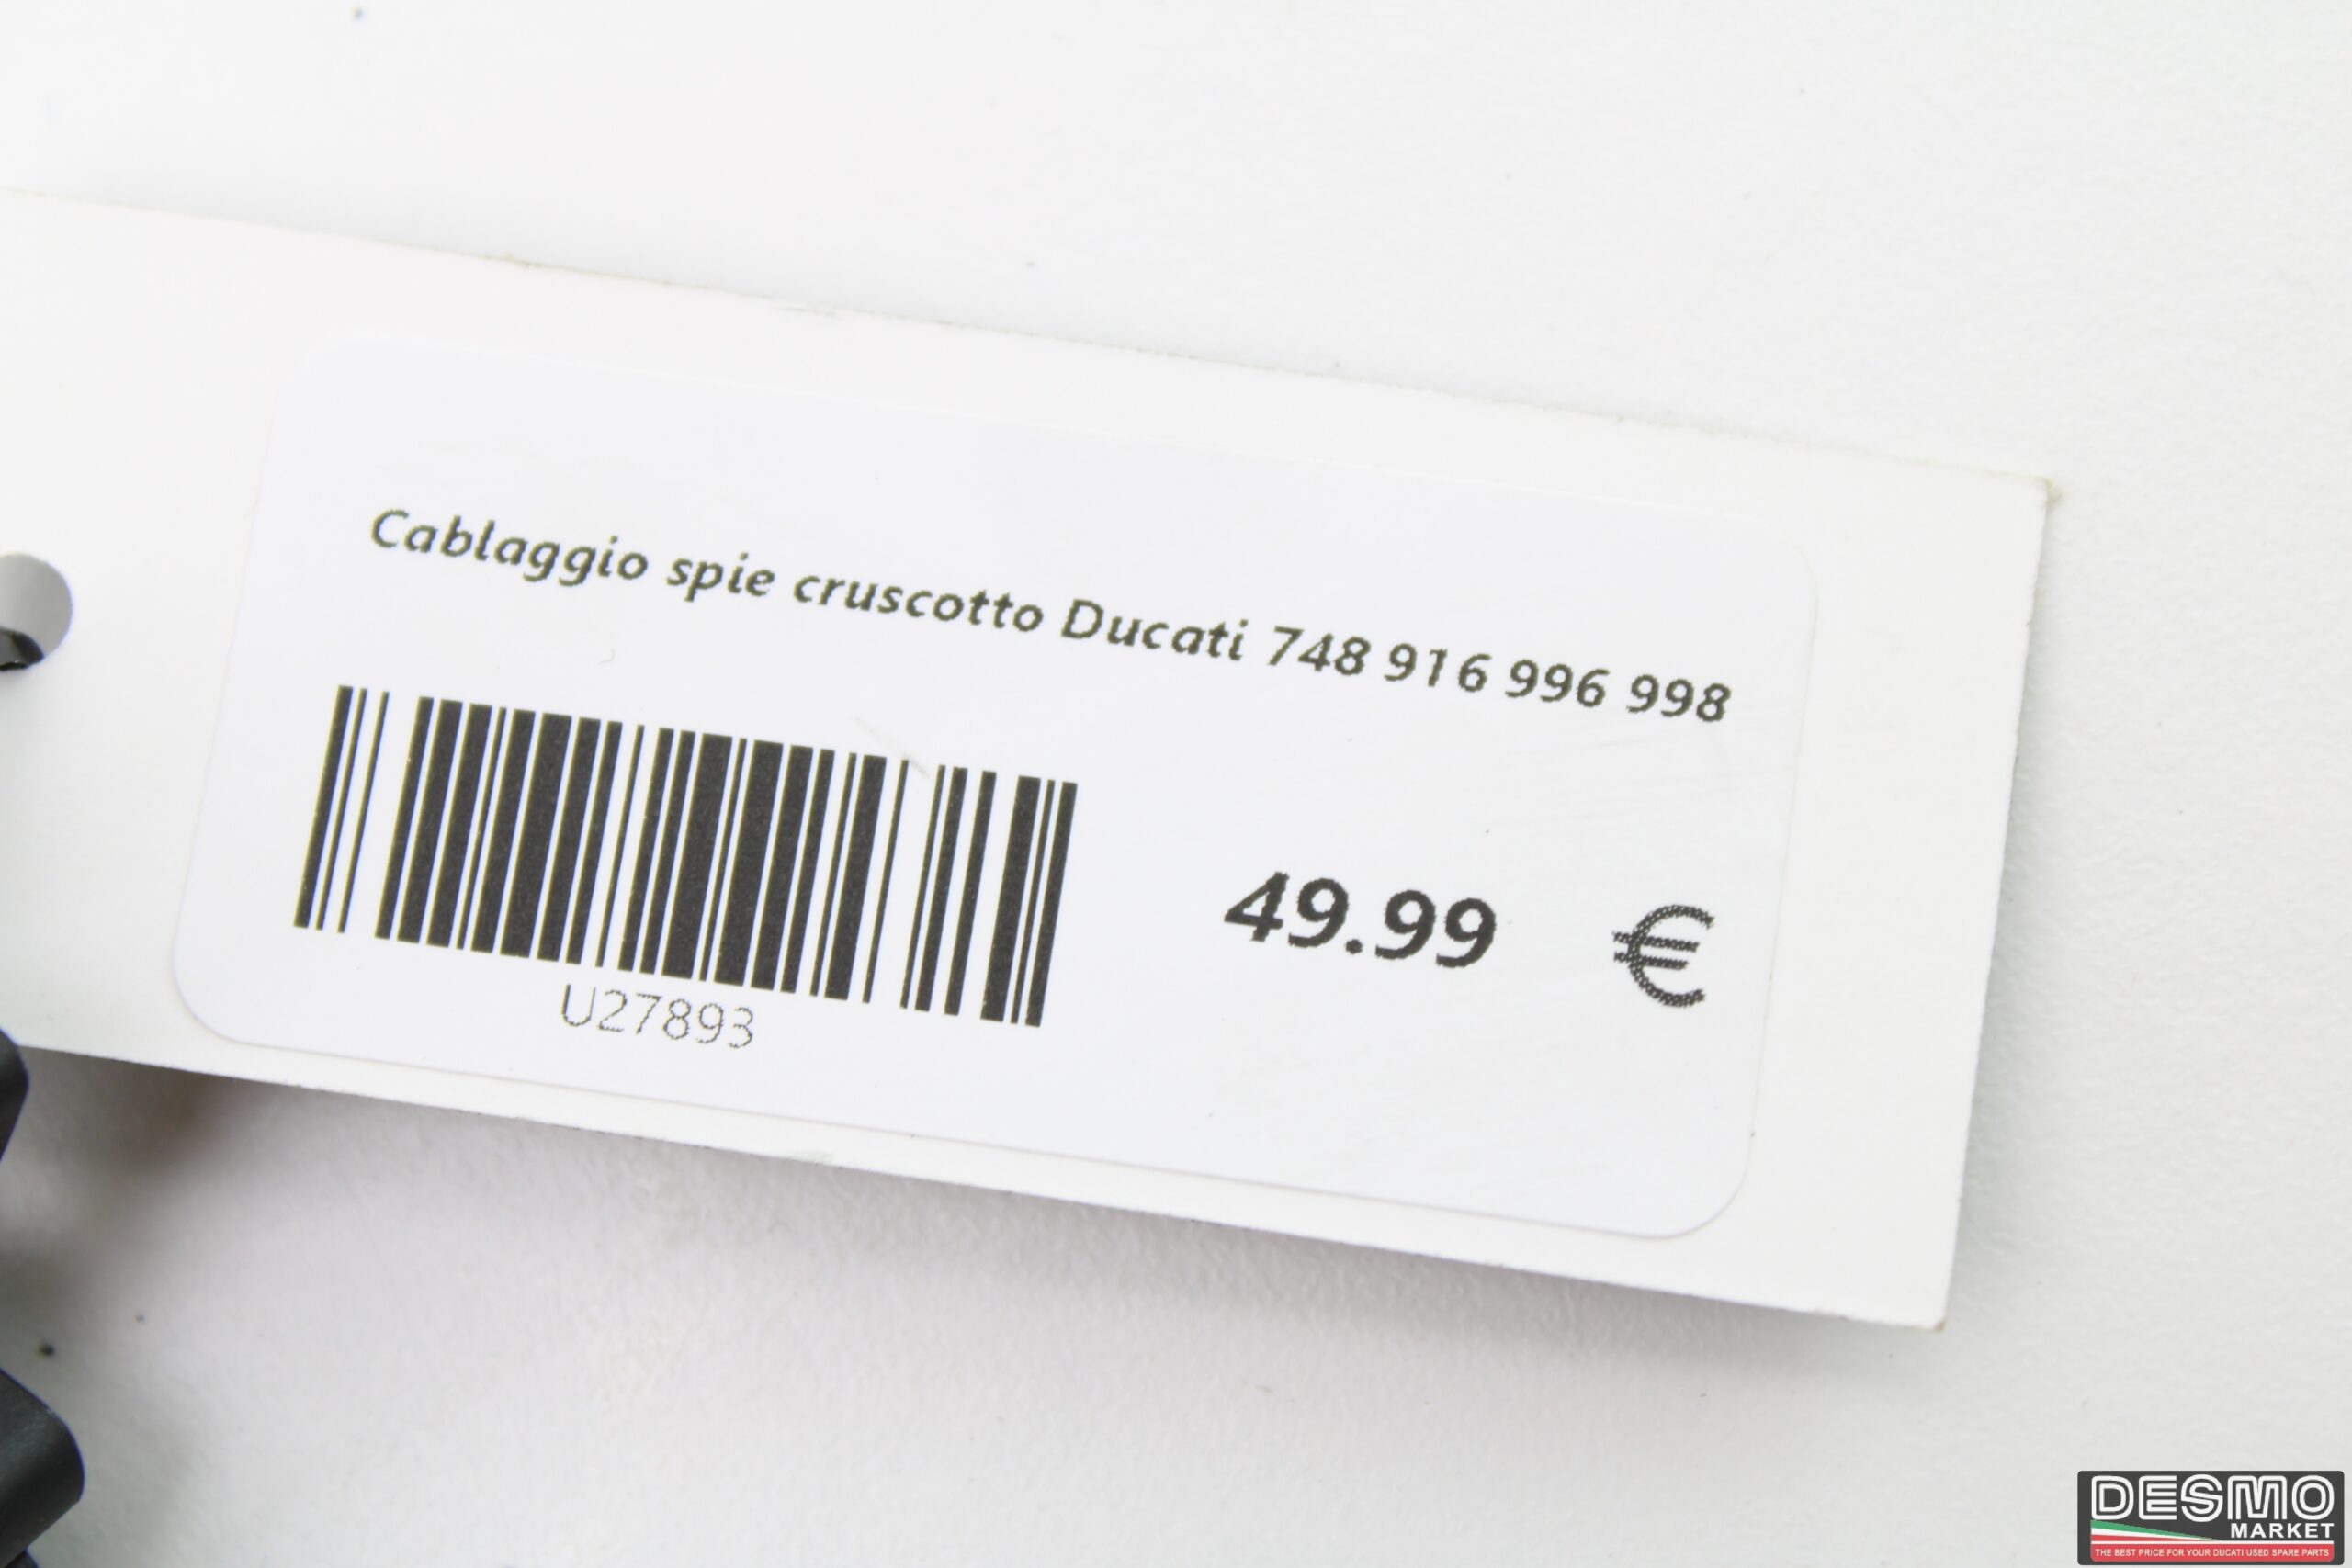 Cablaggio spie cruscotto Ducati 748 916 996 998
49.99 €
U27893
DESMO
MARKET
THE BEST PRICE FOR YOUR DUCATI USED SPARE PARTS